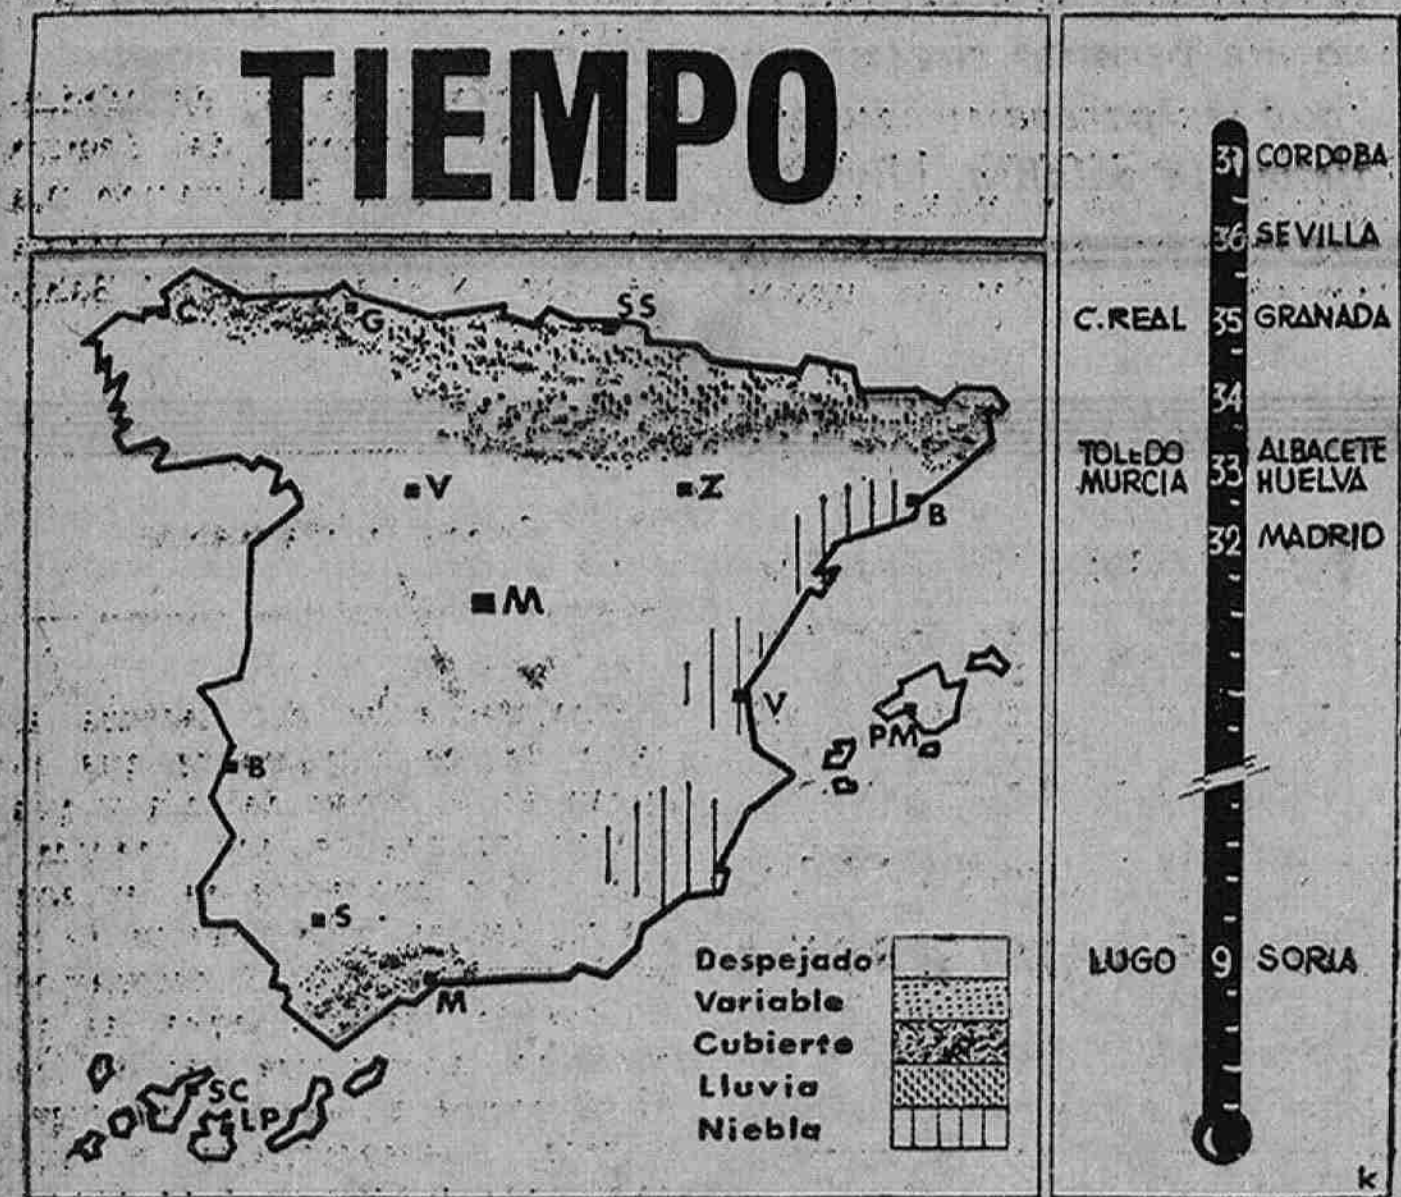 TIEMPO
C
G
SS
V
Z
B
M
V
PM
B
S
M
SC
LP
Despejado
Variable
Cubierto
Lluvia
Niebla
37 CORDOBA
36 SEVILLA
C.REAL 35 GRANADA
34
TOLEDO ALBACETE
MURCIA 33 HUELVA
32 MADRID
LUGO 9 SORIA
k